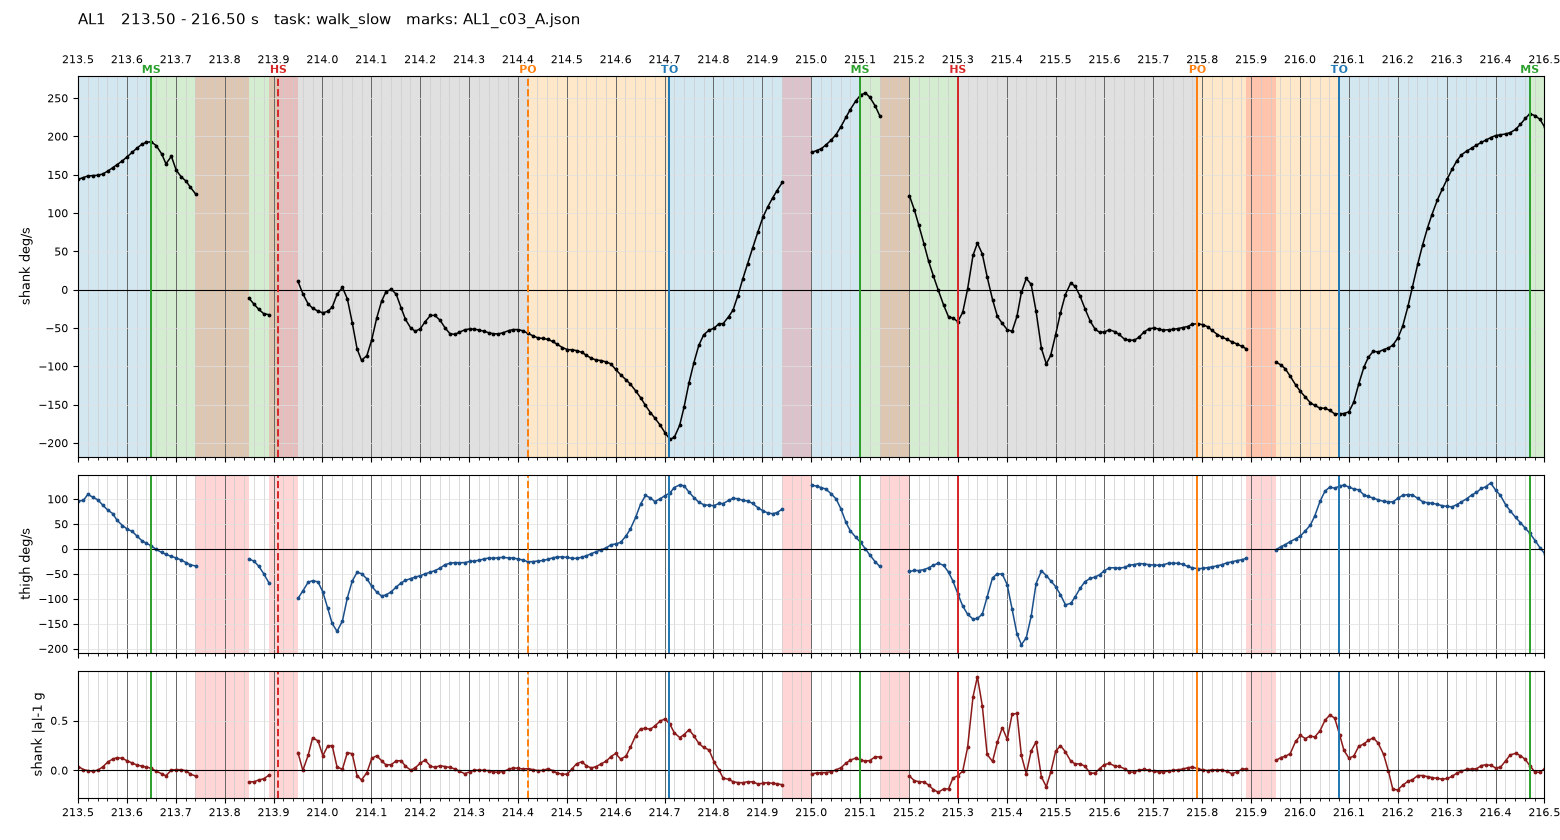 AL1   213.50 - 216.50 s   task: walk_slow   marks: AL1_c03_A.json
213.5 213.6 213.7 213.8 213.9 214.0 214.1 214.2 214.3 214.4 214.5 214.6 214.7 214.8 214.9 215.0 215.1 215.2 215.3 215.4 215.5 215.6 215.7 215.8 215.9 216.0 216.1 216.2 216.3 216.4 216.5
MS HS PO TO MS HS PO TO MS
250
200
150
100
50
0
−50
−100
−150
−200
shank deg/s
100
50
0
−50
−100
−150
−200
thigh deg/s
0.5
0.0
shank |a|-1 g
213.5 213.6 213.7 213.8 213.9 214.0 214.1 214.2 214.3 214.4 214.5 214.6 214.7 214.8 214.9 215.0 215.1 215.2 215.3 215.4 215.5 215.6 215.7 215.8 215.9 216.0 216.1 216.2 216.3 216.4 216.5